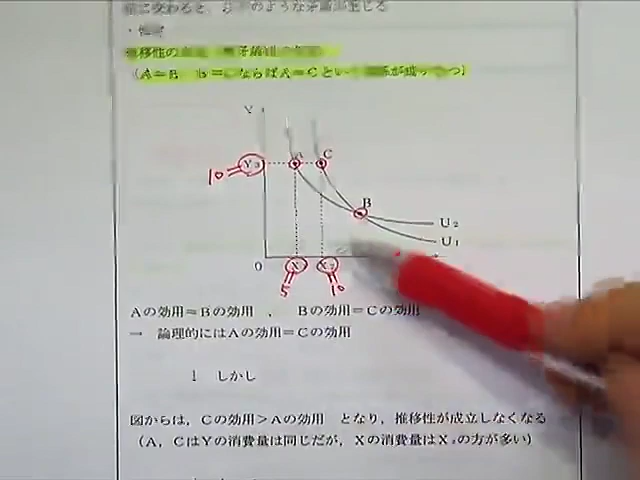 推移性の
（A＝B　B＝Cならば A＝Cという関係が成り立つ）
Y
10
A
C
B
U₂
U₁
0
X
X
5
10
Aの効用＝Bの効用　,　Bの効用＝Cの効用
→　論理的にはAの効用＝Cの効用
↓　しかし
図からは，Cの効用＞Aの効用　となり，推移性が成立しなくなる
（A，CはYの消費量は同じだが，Xの消費量はX の方が多い）